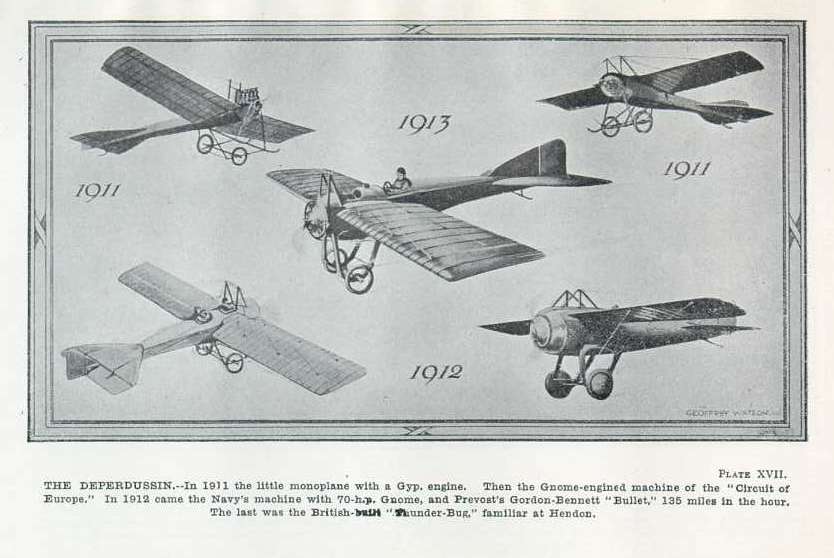 1913
1911
1911
1912
GEOFFREY WATSON
PLATE XVII.
THE DEPERDUSSIN.--In 1911 the little monoplane with a Gyp. engine. Then the Gnome-engined machine of the "Circuit of
Europe." In 1912 came the Navy's machine with 70-h.p. Gnome, and Prevost's Gordon-Bennett "Bullet," 135 miles in the hour.
The last was the British-built "Thunder-Bug," familiar at Hendon.